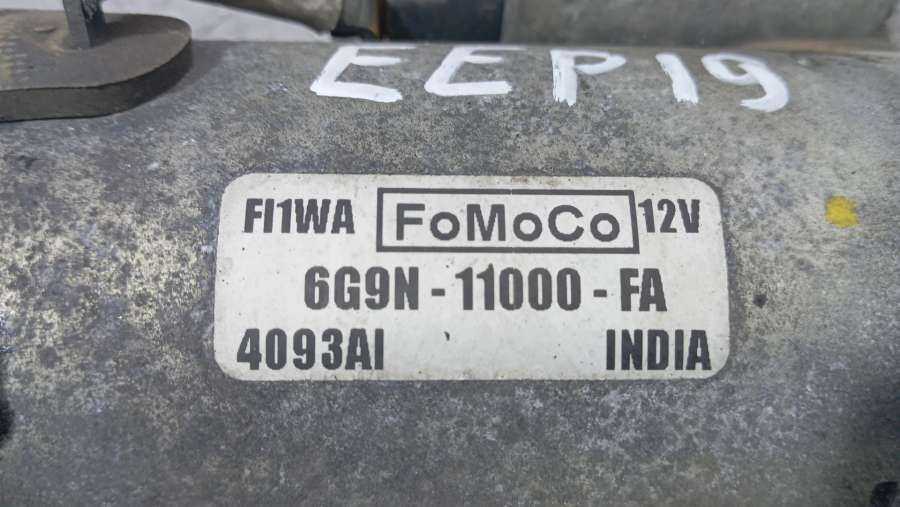 EEP19
FI1WA FoMoCo 12V
6G9N - 11000 - FA
4093AI INDIA